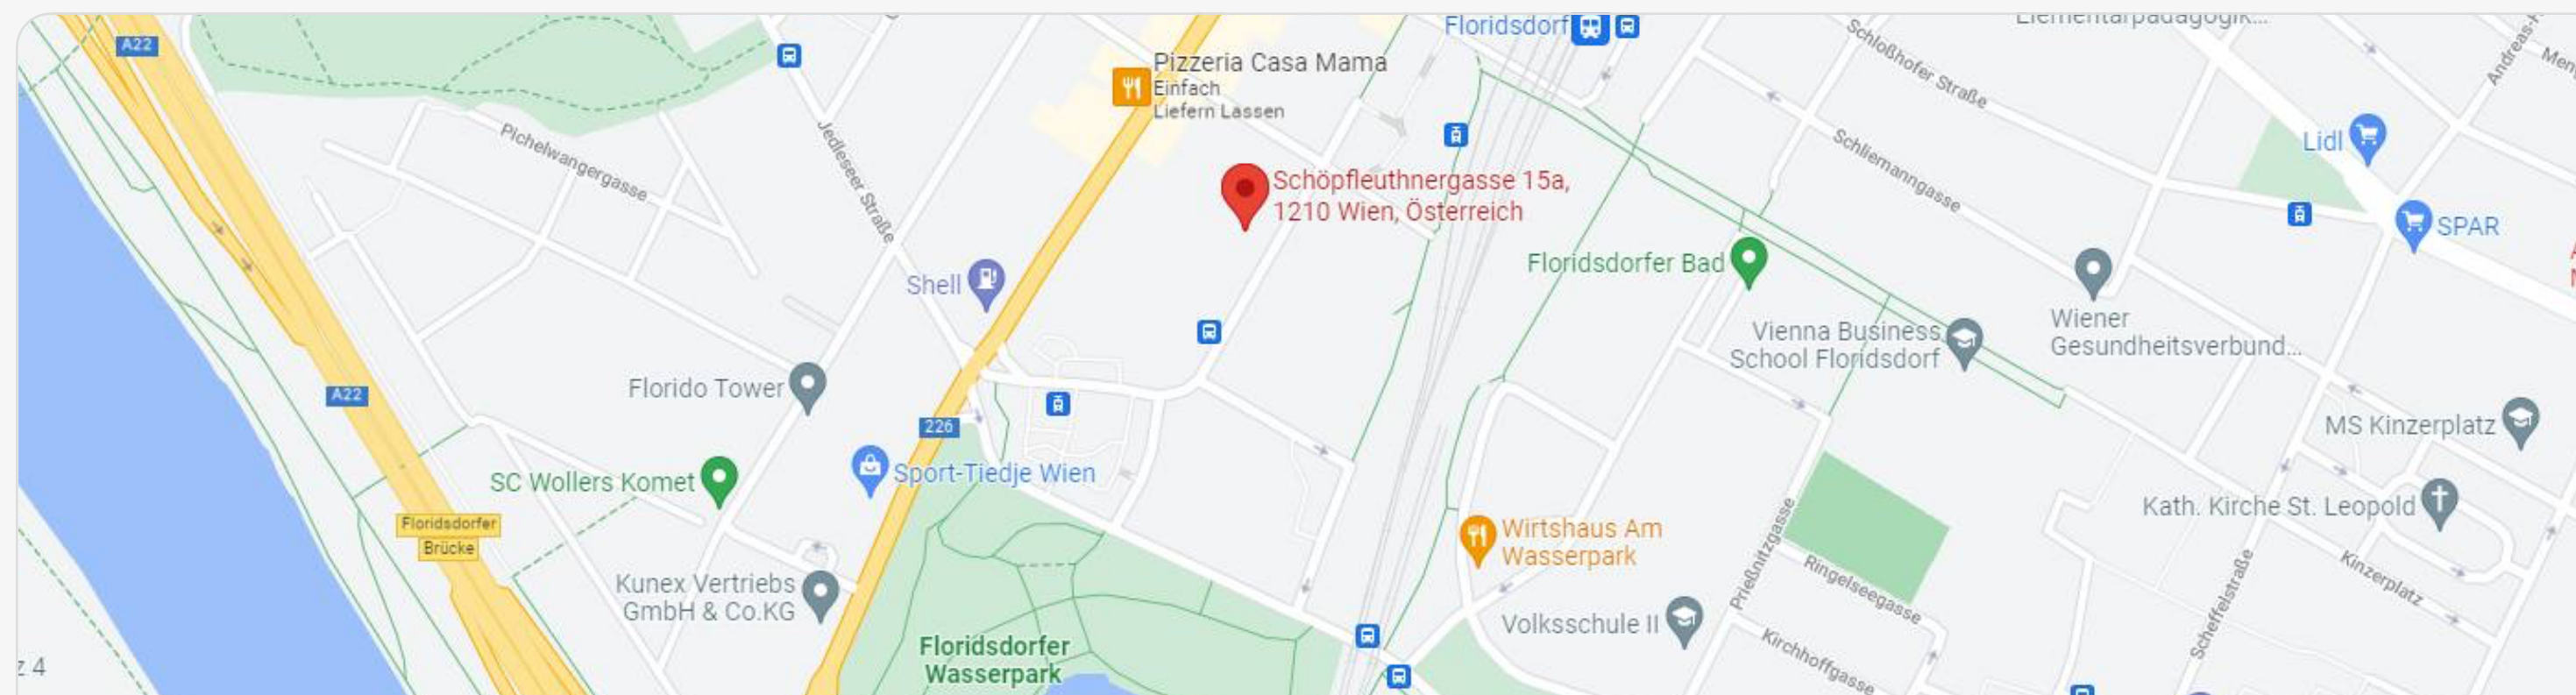 Floridsdorf
Elementarpädagogik...
A22
Schloßhofer Straße
Pizzeria Casa Mama
Einfach
Liefern Lassen
Lidl
Pichelwangergasse
Jedleseer Straße
Schliemanngasse
Schöpfleuthnergasse 15a,
1210 Wien, Österreich
SPAR
Floridsdorfer Bad
Shell
Wiener
Gesundheitsverbund...
Vienna Business
School Floridsdorf
Florido Tower
A22
226
MS Kinzerplatz
Sport-Tiedje Wien
SC Wollers Komet
Kath. Kirche St. Leopold
Floridsdorfer
Brücke
Wirtshaus Am
Wasserpark
Prießnitzgasse
Ringelseegasse
Kinzerplatz
Scheffelstraße
Kunex Vertriebs
GmbH & Co.KG
Volksschule II
Kirchhoffgasse
Floridsdorfer
Wasserpark
z 4